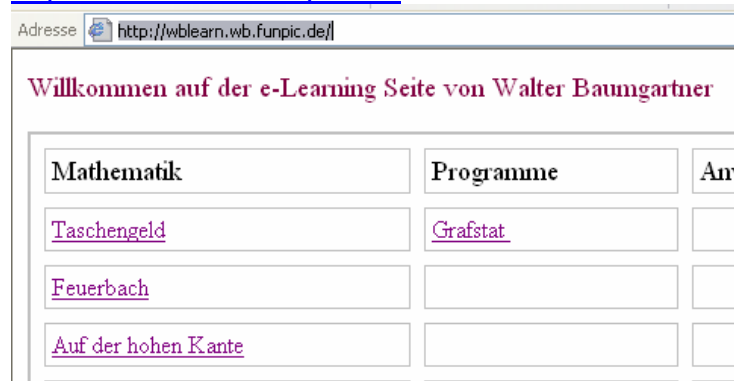 Adresse http://wblearn.wb.funpic.de/
Willkommen auf der e-Learning Seite von Walter Baumgartner
Mathematik Programme
Taschengeld Grafstat
Feuerbach
Auf der hohen Kante